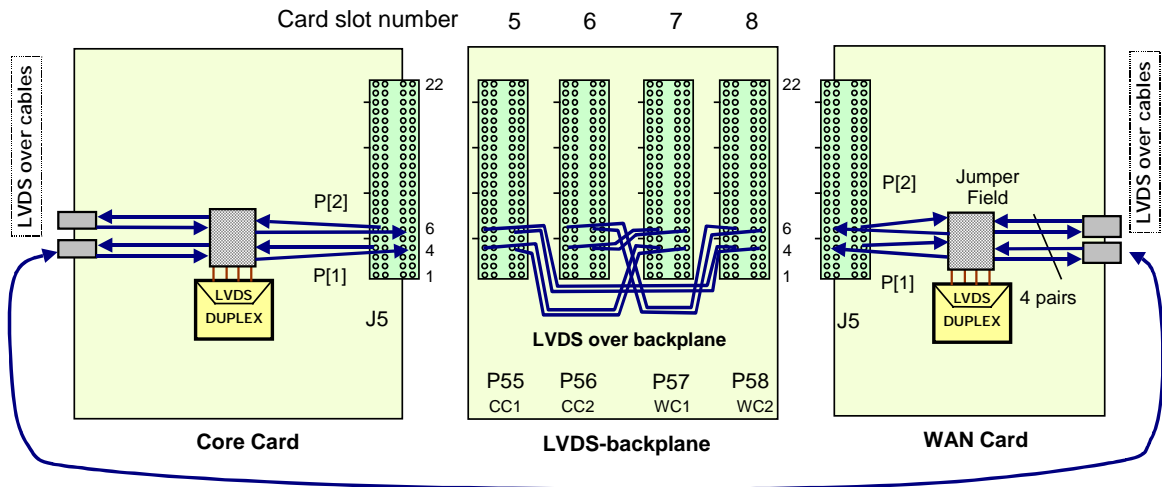 Card slot number 5 6 7 8
LVDS over cables
22
P[2]
6
4
P[1]
1
J5
LVDS
DUPLEX
Core Card
LVDS over backplane
P55 P56 P57 P58
CC1 CC2 WC1 WC2
LVDS-backplane
22
6
4
1
P[2]
Jumper
Field
P[1]
J5
LVDS
DUPLEX
4 pairs
WAN Card
LVDS over cables